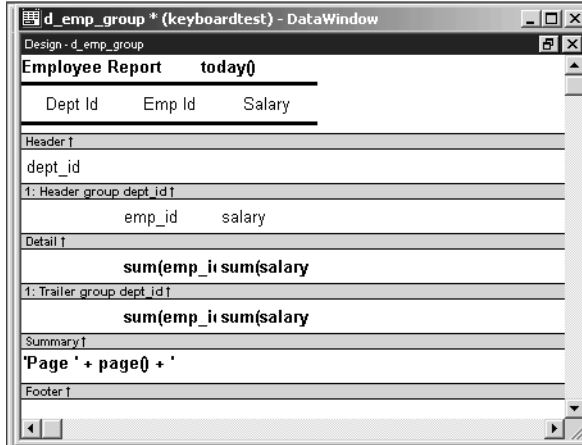 d_emp_group * (keyboardtest) - DataWindow
Design - d_emp_group
Employee Report today()
Dept Id Emp Id Salary
Header ↑
dept_id
1: Header group dept_id ↑
emp_id salary
Detail ↑
sum(emp_i sum(salary
1: Trailer group dept_id ↑
sum(emp_i sum(salary
Summary ↑
'Page ' + page() + '
Footer ↑